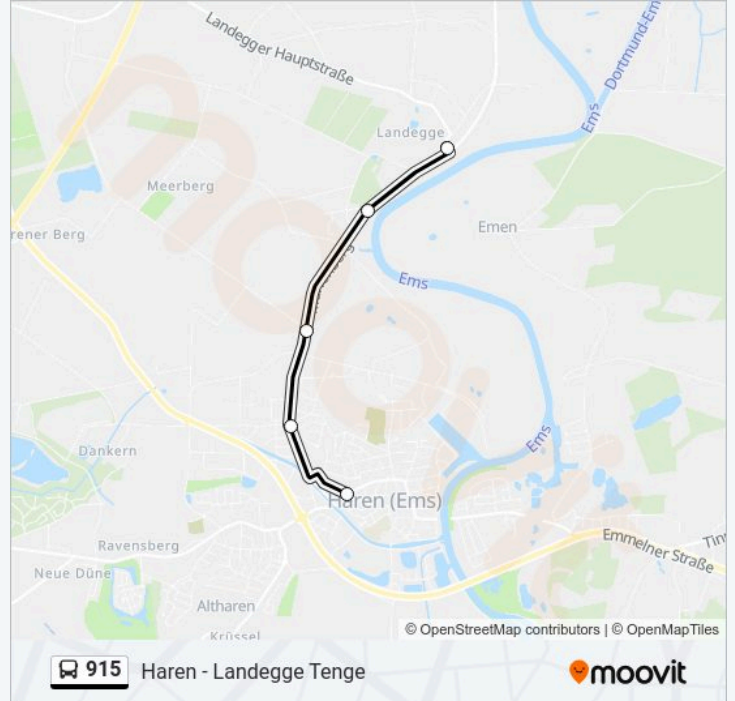 Landegger Hauptstraße
Dortmund-Em
Ems
Landegge
Meerberg
Emen
rener Berg
Ems
Ems
Dankern
Haren (Ems)
Emmelner Straße
Ravensberg
Neue Düne
Altharen
Krüssel
© OpenStreetMap contributors | © OpenMapTiles
915 Haren - Landegge Tenge
moovit